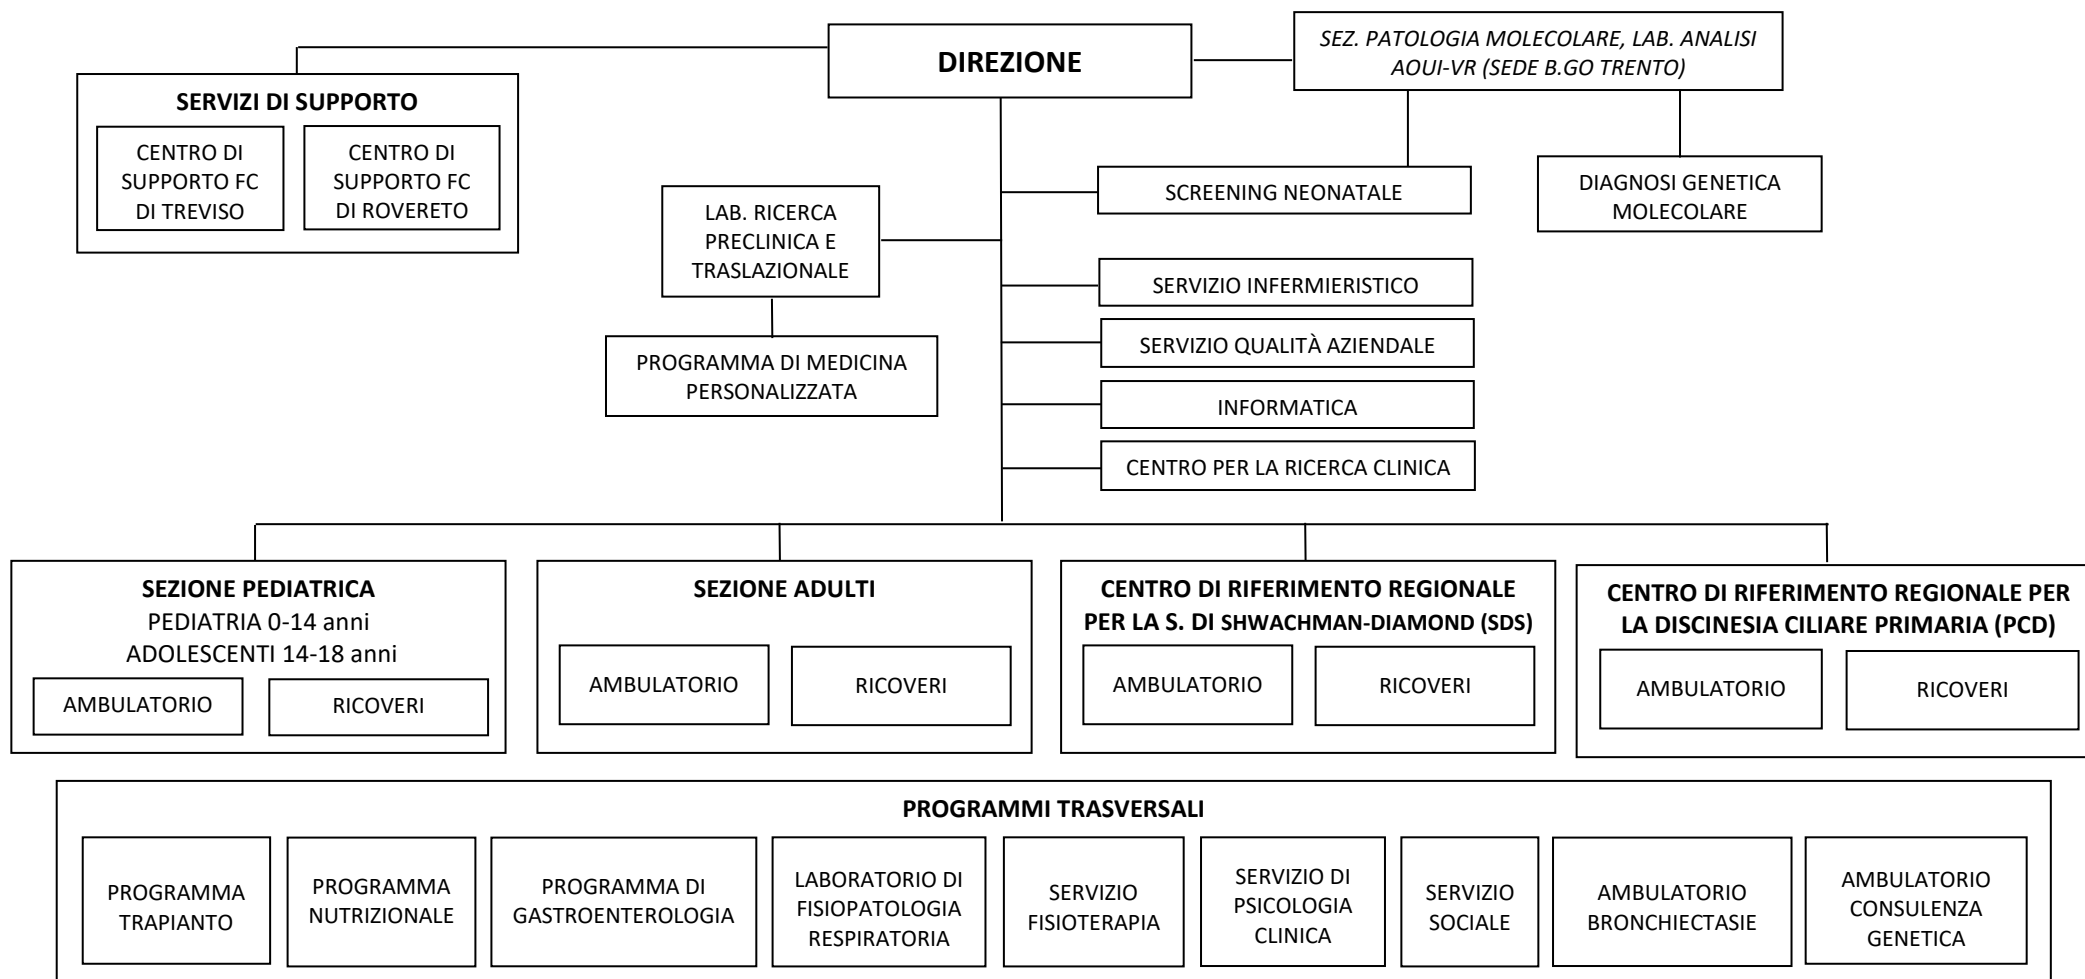 DIREZIONE
SEZ. PATOLOGIA MOLECOLARE, LAB. ANALISI
AOUI-VR (SEDE B.GO TRENTO)
SERVIZI DI SUPPORTO
CENTRO DI
SUPPORTO FC
DI TREVISO
CENTRO DI
SUPPORTO FC
DI ROVERETO
SCREENING NEONATALE
DIAGNOSI GENETICA
MOLECOLARE
LAB. RICERCA
PRECLINICA E
TRASLAZIONALE
SERVIZIO INFERMIERISTICO
PROGRAMMA DI MEDICINA
PERSONALIZZATA
SERVIZIO QUALITÀ AZIENDALE
INFORMATICA
CENTRO PER LA RICERCA CLINICA
SEZIONE PEDIATRICA
PEDIATRIA 0-14 anni
ADOLESCENTI 14-18 anni
AMBULATORIO
RICOVERI
SEZIONE ADULTI
AMBULATORIO
RICOVERI
CENTRO DI RIFERIMENTO REGIONALE
PER LA S. DI SHWACHMAN-DIAMOND (SDS)
AMBULATORIO
RICOVERI
CENTRO DI RIFERIMENTO REGIONALE PER
LA DISCINESIA CILIARE PRIMARIA (PCD)
AMBULATORIO
RICOVERI
PROGRAMMI TRASVERSALI
PROGRAMMA
TRAPIANTO
PROGRAMMA
NUTRIZIONALE
PROGRAMMA DI
GASTROENTEROLOGIA
LABORATORIO DI
FISIOPATOLOGIA
RESPIRATORIA
SERVIZIO
FISIOTERAPIA
SERVIZIO DI
PSICOLOGIA
CLINICA
SERVIZIO
SOCIALE
AMBULATORIO
BRONCHIECTASIE
AMBULATORIO
CONSULENZA
GENETICA